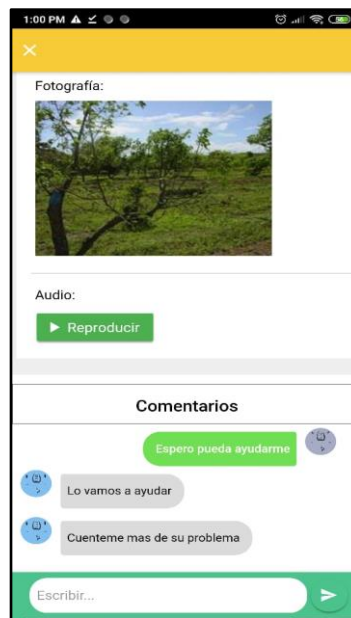 1:00 PM
Fotografía:
Audio:
Reproducir
Comentarios
Espero pueda ayudarme
Lo vamos a ayudar
Cuenteme mas de su problema
Escribir...